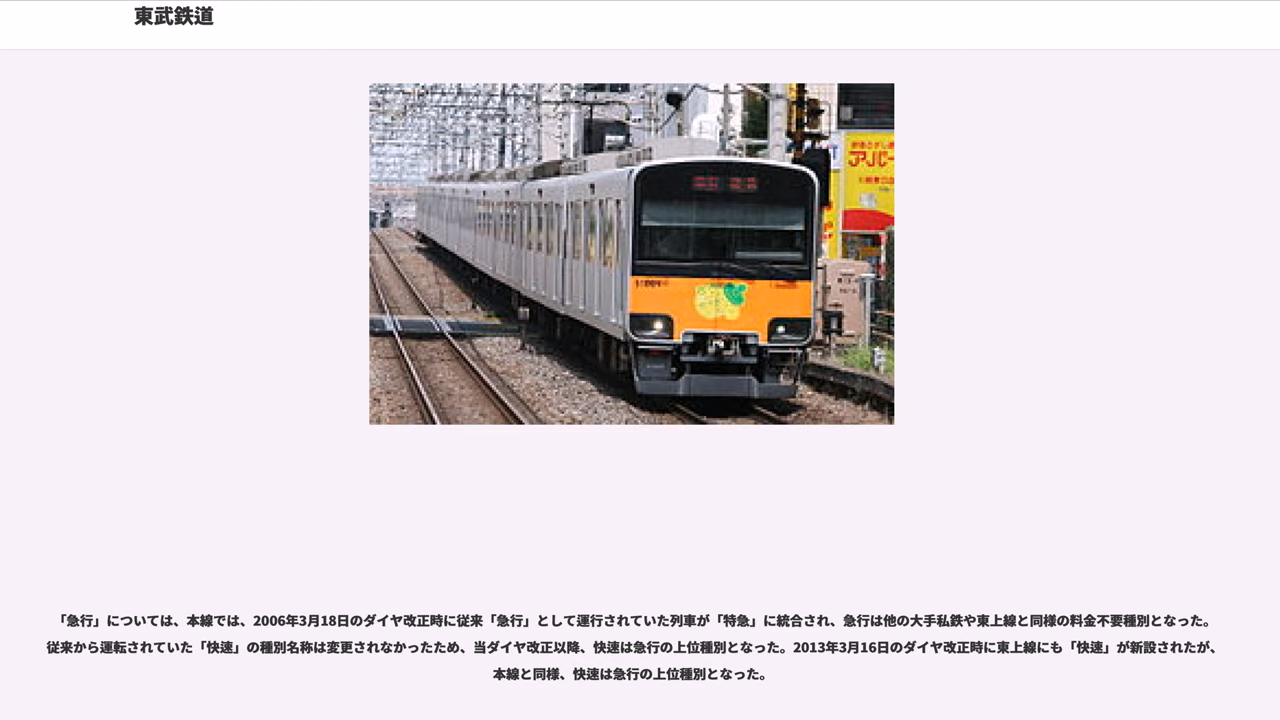 東武鉄道
「急行」については、本線では、2006年3月18日のダイヤ改正時に従来「急行」として運行されていた列車が「特急」に統合され、急行は他の大手私鉄や東上線と同様の料金不要種別となった。
従来から運転されていた「快速」の種別名称は変更されなかったため、当ダイヤ改正以降、快速は急行の上位種別となった。2013年3月16日のダイヤ改正時に東上線にも「快速」が新設されたが、
本線と同様、快速は急行の上位種別となった。